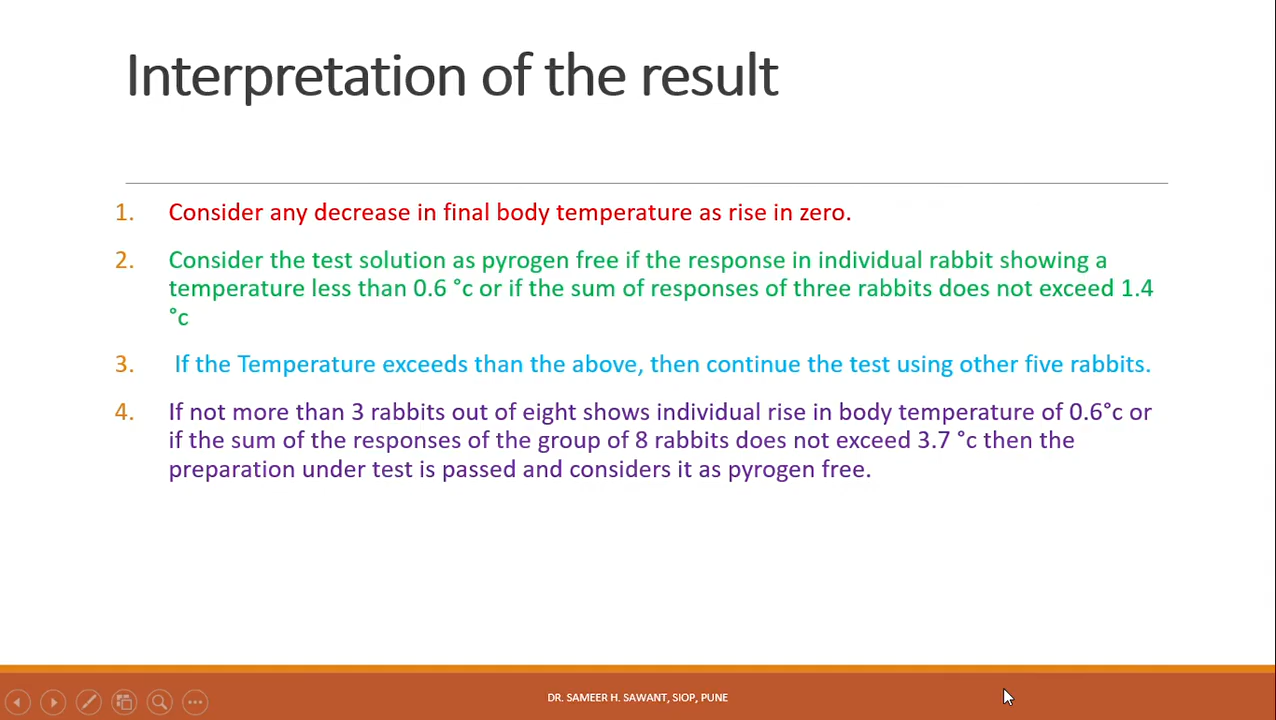 Interpretation of the result
1. Consider any decrease in final body temperature as rise in zero.
2. Consider the test solution as pyrogen free if the response in individual rabbit showing a
temperature less than 0.6 °c or if the sum of responses of three rabbits does not exceed 1.4
°c
3. If the Temperature exceeds than the above, then continue the test using other five rabbits.
4. If not more than 3 rabbits out of eight shows individual rise in body temperature of 0.6°c or
if the sum of the responses of the group of 8 rabbits does not exceed 3.7 °c then the
preparation under test is passed and considers it as pyrogen free.
DR. SAMEER H. SAWANT, SIOP, PUNE